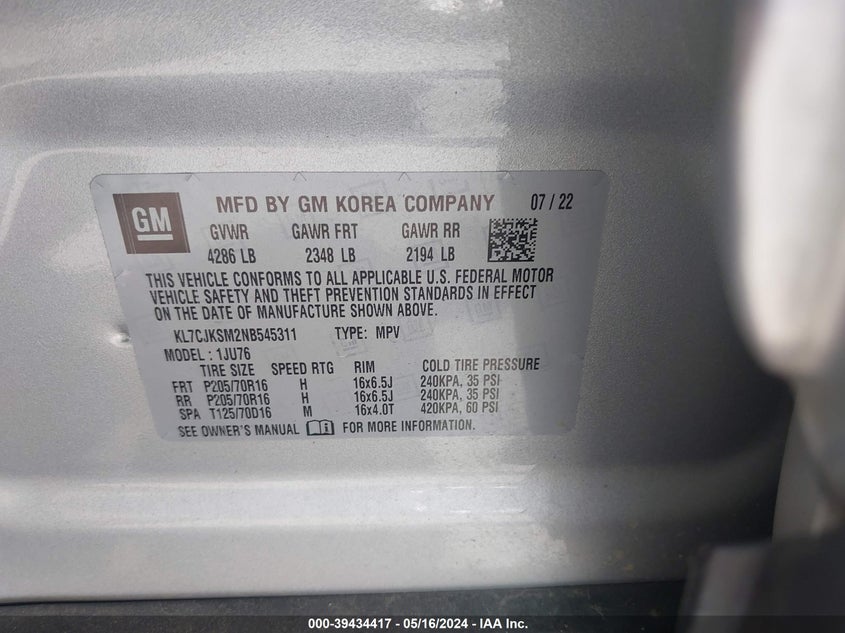 GM MFD BY GM KOREA COMPANY 07 / 22
GVWR GAWR FRT GAWR RR
4286 LB 2348 LB 2194 LB
THIS VEHICLE CONFORMS TO ALL APPLICABLE U.S. FEDERAL MOTOR
VEHICLE SAFETY AND THEFT PREVENTION STANDARDS IN EFFECT
ON THE DATE OF MANUFACTURE SHOWN ABOVE.
KL7CJKSM2NB545311 TYPE: MPV
MODEL : 1JU76
TIRE SIZE SPEED RTG RIM COLD TIRE PRESSURE
FRT P205/70R16 H 16x6.5J 240KPA, 35 PSI
RR P205/70R16 H 16x6.5J 240KPA, 35 PSI
SPA T125/70D16 M 16x4.0T 420KPA, 60 PSI
SEE OWNER'S MANUAL FOR MORE INFORMATION.
000-39434417 - 05/16/2024 - IAA Inc.